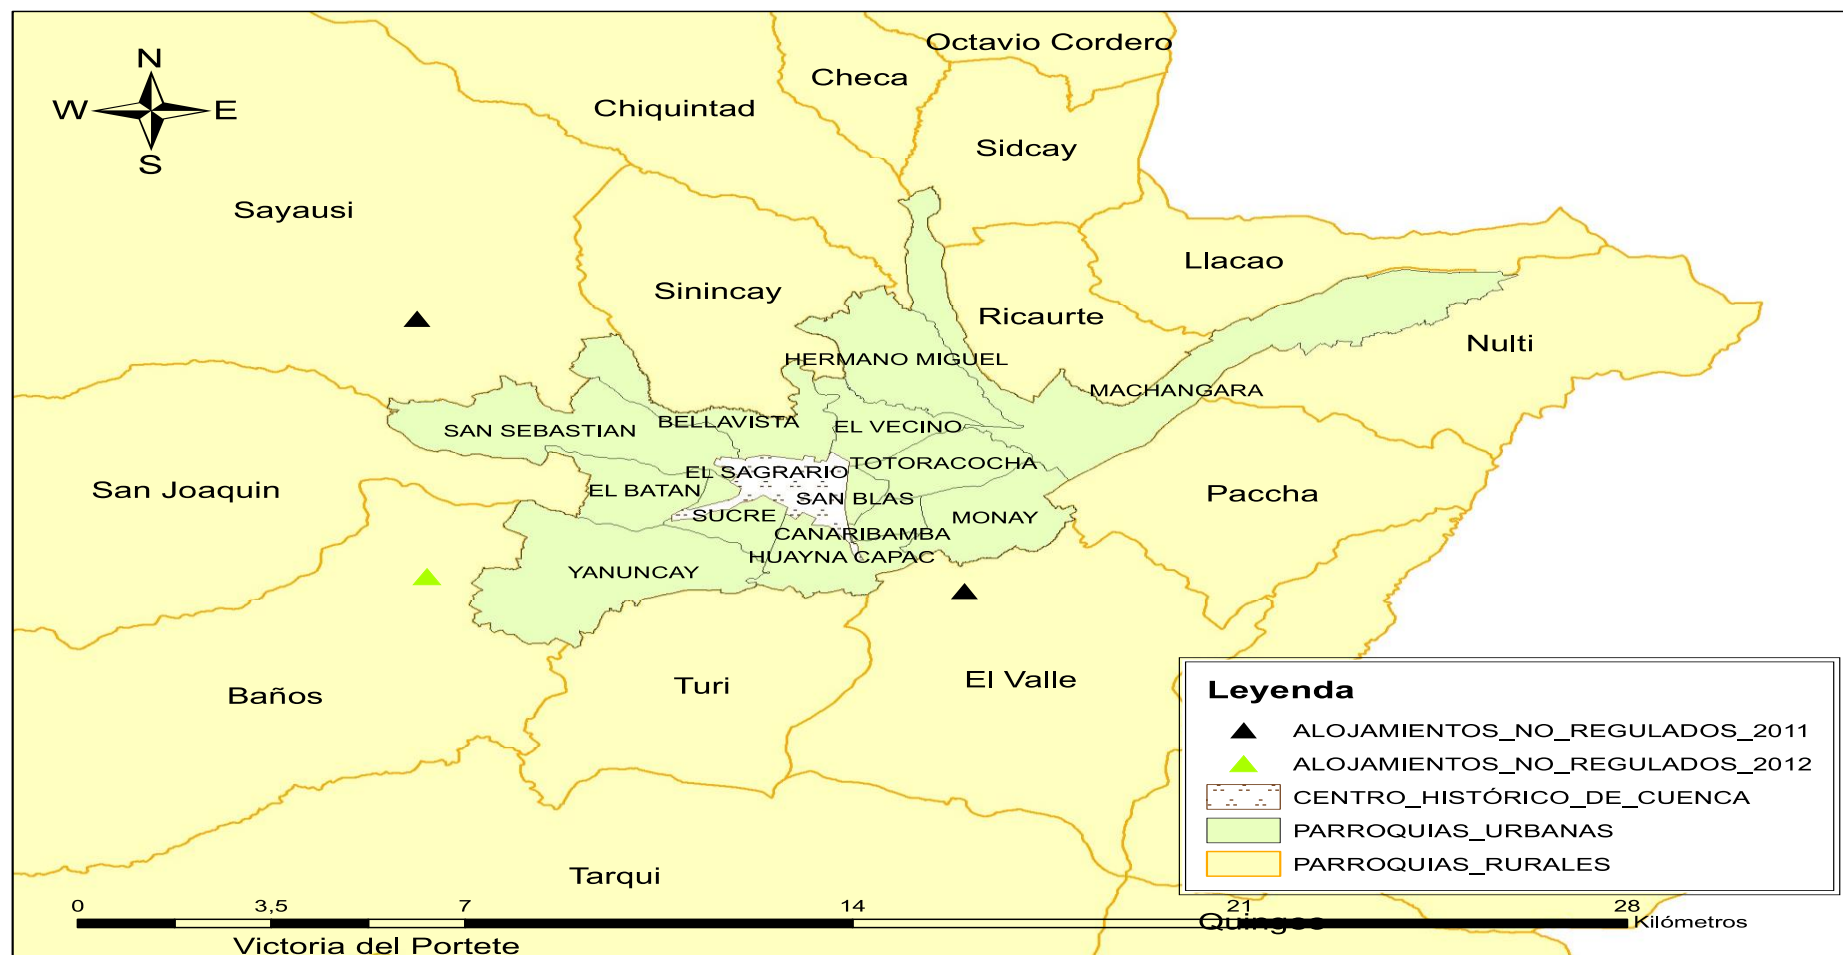 Octavio Cordero
N
Checa
Chiquintad
W
E
Sidcay
S
Sayausi
Llacao
Sinincay
Ricaurte
Nulti
HERMANO MIGUEL
MACHANGARA
BELLAVISTA
EL VECINO
SAN SEBASTIAN
TOTORACOCHA
EL SAGRARIO
San Joaquin
EL BATAN
SAN BLAS
Paccha
SUCRE
MONAY
CAÑARIBAMBA
HUAYNA CAPAC
YANUNCAY
El Valle
Turi
Baños
Leyenda
ALOJAMIENTOS_NO_REGULADOS_2011
ALOJAMIENTOS_NO_REGULADOS_2012
CENTRO_HISTÓRICO_DE_CUENCA
PARROQUIAS_URBANAS
PARROQUIAS_RURALES
Tarqui
0 3,5 7 14 21 28
Quingeo
Kilómetros
Victoria del Portete